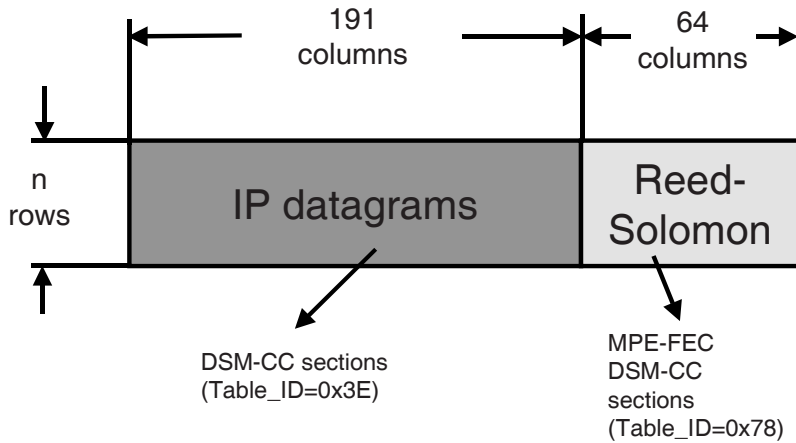 191
columns
64
columns
n
rows
IP datagrams
Reed-
Solomon
DSM-CC sections
(Table_ID=0x3E)
MPE-FEC
DSM-CC
sections
(Table_ID=0x78)